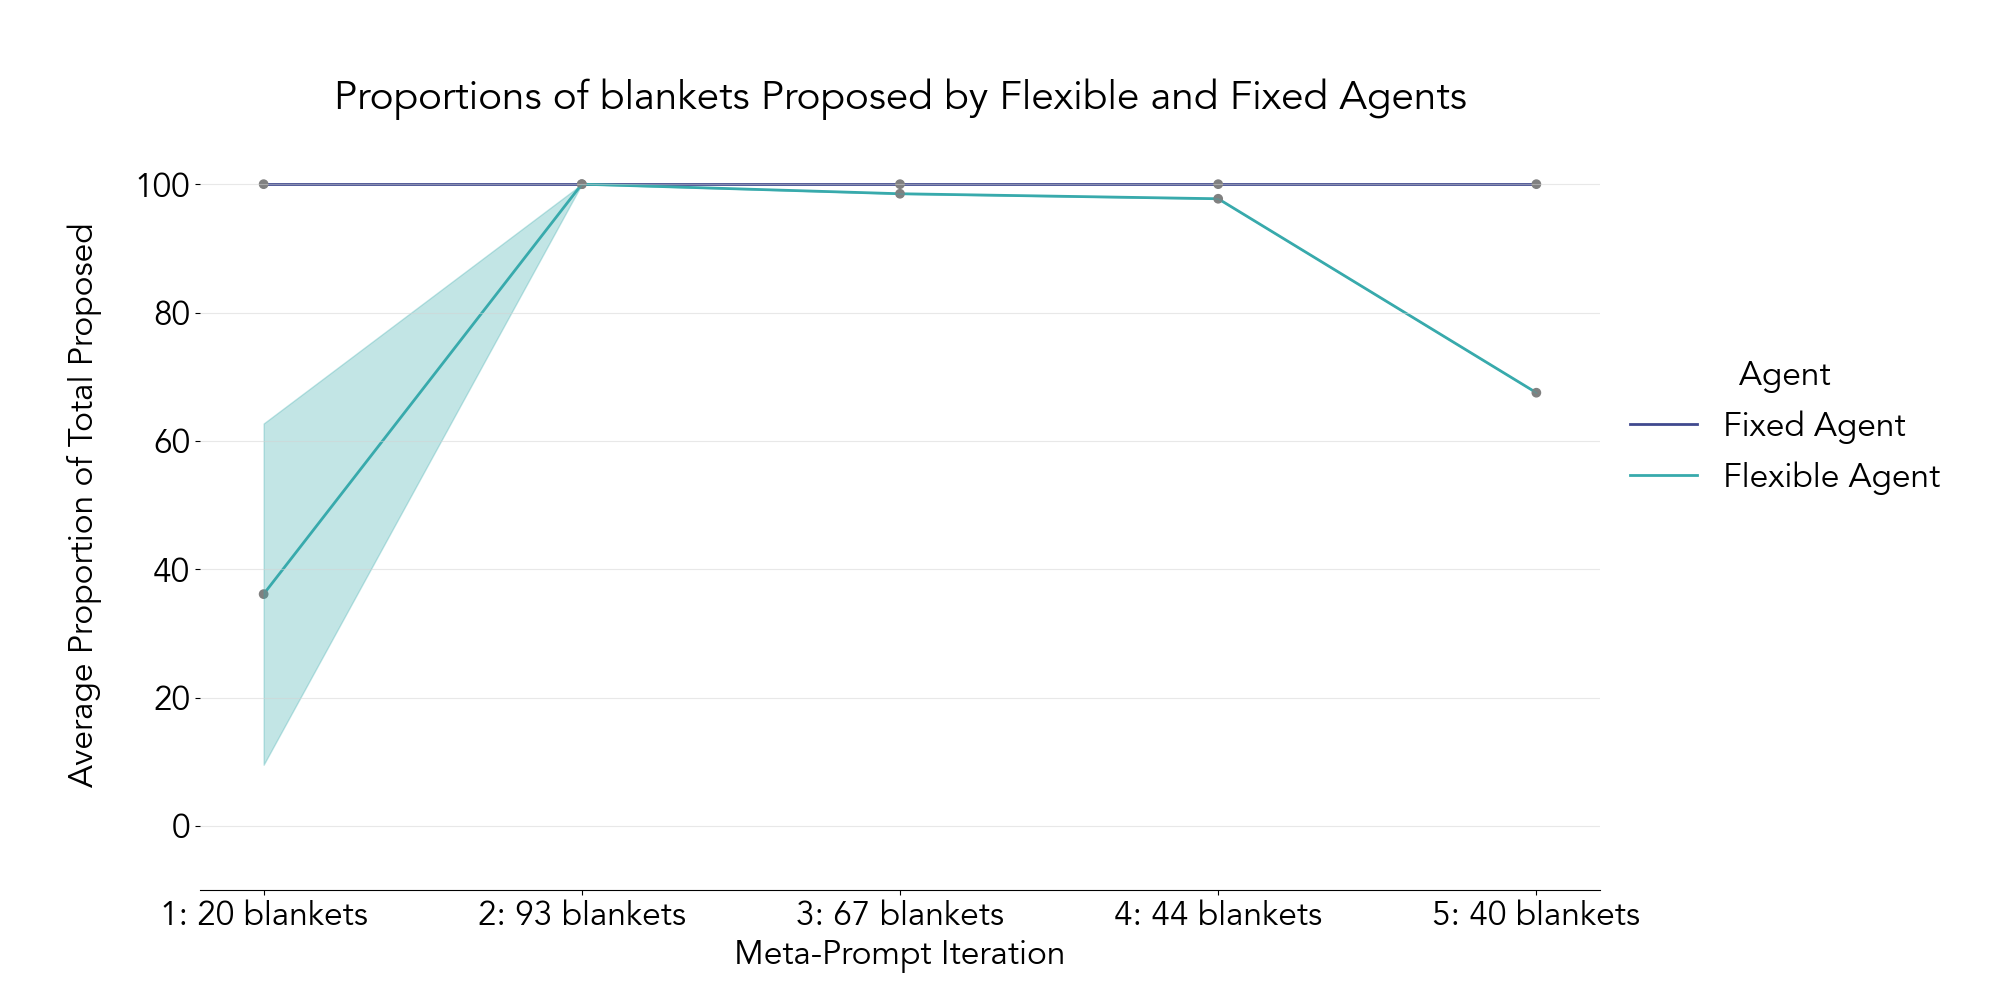 Proportions of blankets Proposed by Flexible and Fixed Agents
Average Proportion of Total Proposed
100
80
60
40
20
0
1: 20 blankets
2: 93 blankets
3: 67 blankets
4: 44 blankets
5: 40 blankets
Meta-Prompt Iteration
Agent
Fixed Agent
Flexible Agent